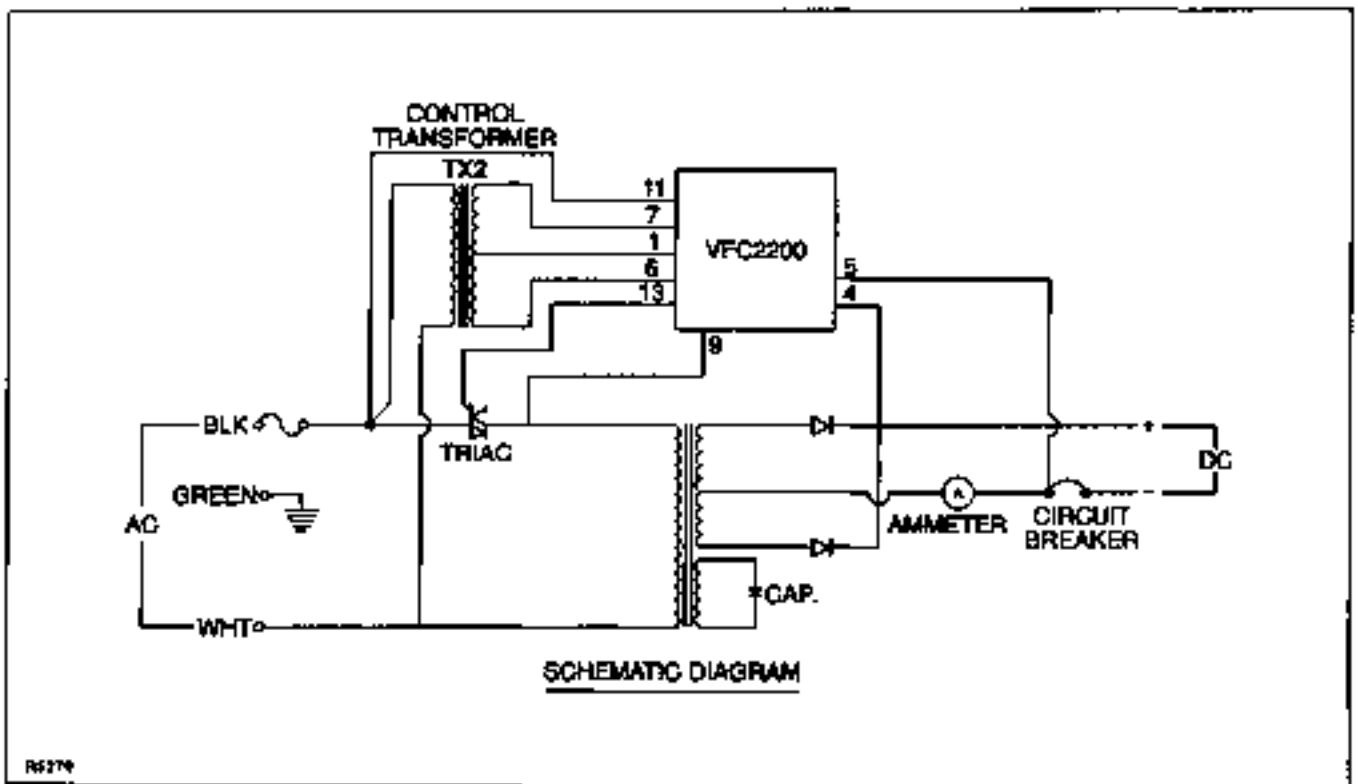 CONTROL
TRANSFORMER
TX2
11
7
1
6
13
VFC2200
5
4
9
BLK
TRIAC
GREEN
AC
WHT
+
DC
-
A
AMMETER
CIRCUIT
BREAKER
CAP.
SCHEMATIC DIAGRAM